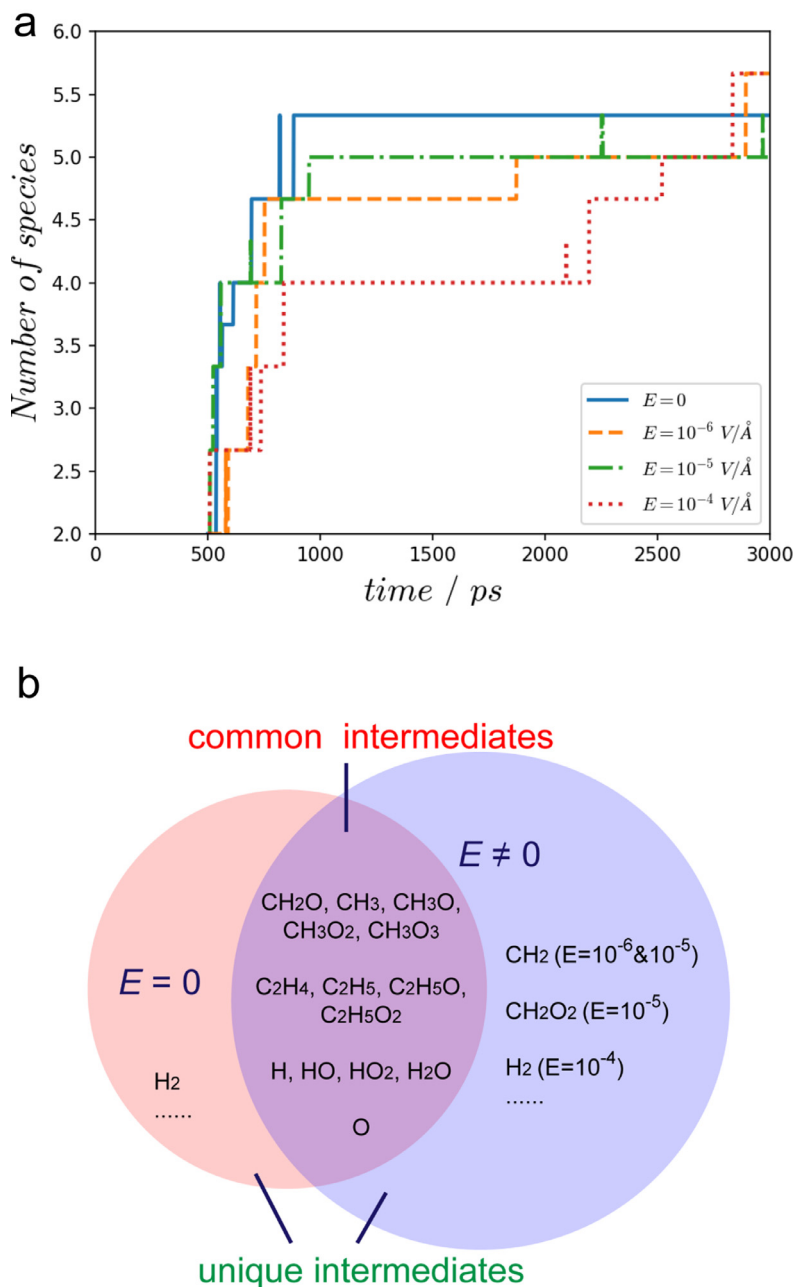 a
6.0
5.5
5.0
4.5
4.0
3.5
3.0
2.5
2.0
Number of species
0 500 1000 1500 2000 2500 3000
time / ps
E = 0
E = 10⁻⁶ V/Å
E = 10⁻⁵ V/Å
E = 10⁻⁴ V/Å
b
common intermediates
E ≠ 0
E = 0
CH2O, CH3, CH3O,
CH3O2, CH3O3
C2H4, C2H5, C2H5O,
C2H5O2
H, HO, HO2, H2O
O
H2
......
CH2 (E=10⁻⁶&10⁻⁵)
CH2O2 (E=10⁻⁵)
H2 (E=10⁻⁴)
......
unique intermediates